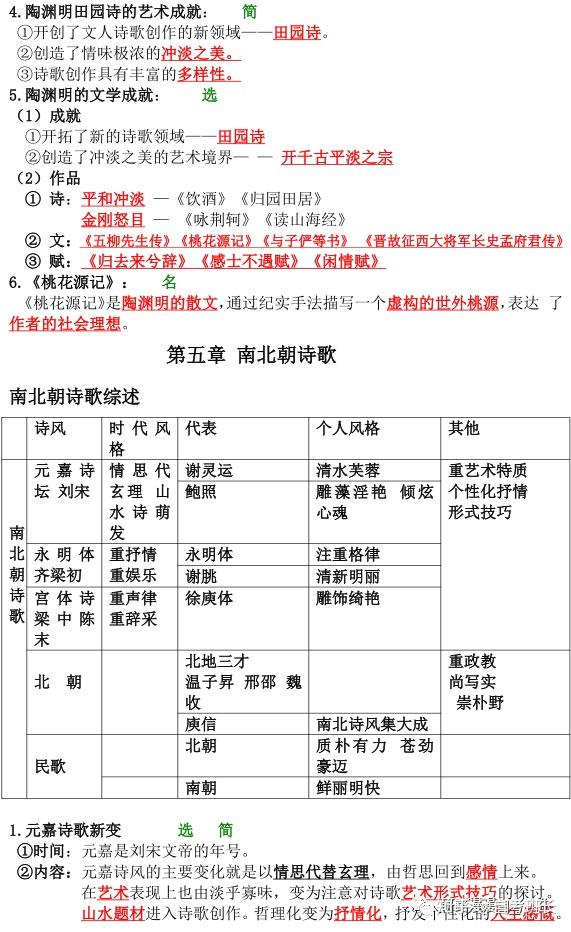 4.陶渊明田园诗的艺术成就： 简
①开创了文人诗歌创作的新领域——田园诗。
②创造了情味极浓的冲淡之美。
③诗歌创作具有丰富的多样性。
5.陶渊明的文学成就： 选
（1）成就
①开拓了新的诗歌领域——田园诗
②创造了冲淡之美的艺术境界— — 开千古平淡之宗
（2）作品
① 诗：平和冲淡 —《饮酒》《归园田居》
金刚怒目 — 《咏荆轲》《读山海经》
② 文：《五柳先生传》《桃花源记》《与子俨等书》 《晋故征西大将军长史孟府君传》
③ 赋：《归去来兮辞》《感士不遇赋》《闲情赋》
6.《桃花源记》： 名
《桃花源记》是陶渊明的散文，通过纪实手法描写一个虚构的世外桃源，表达 了
作者的社会理想。
第五章 南北朝诗歌
南北朝诗歌综述
诗风 时代风格 代表 个人风格 其他
南北朝诗歌
元嘉诗坛 刘宋 情思代玄理 山水诗萌发 谢灵运 清水芙蓉 重艺术特质 个性化抒情 形式技巧
鲍照 雕藻淫艳 倾炫心魂
永明体 齐梁初 重抒情 重娱乐 永明体 注重格律
谢朓 清新明丽
宫体诗 梁中陈末 重声律 重辞采 徐庾体 雕饰绮艳
北 朝 北地三才 温子昇 邢邵 魏收 重政教 尚写实 崇朴野
庾信 南北诗风集大成
民歌 北朝 质朴有力 苍劲豪迈
南朝 鲜丽明快
1.元嘉诗歌新变 选 简
①时间：元嘉是刘宋文帝的年号。
②内容：元嘉诗风的主要变化就是以情思代替玄理，由哲思回到感情上来。
在艺术表现上也由淡乎寡味，变为注意对诗歌艺术形式技巧的探讨。
山水题材进入诗歌创作。哲理化变为抒情化，抒发个性化的人生感慨。